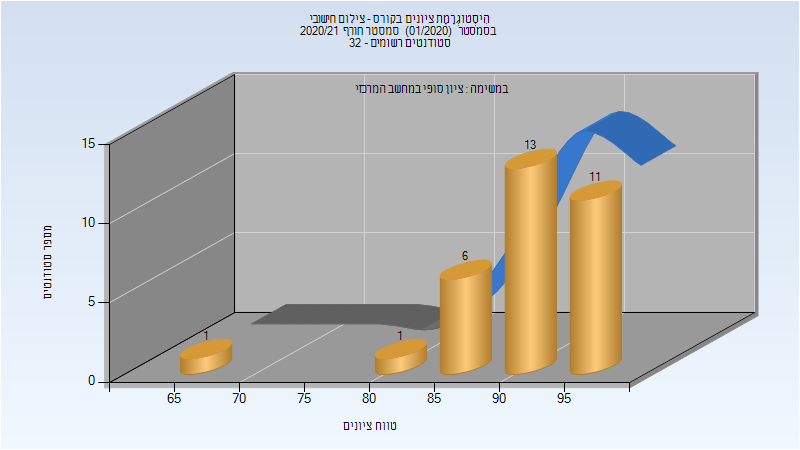 היסטוגרמת ציונים בקורס - צילום חישובי
בסמסטר (01/2020) סמסטר חורף 2020/21
סטודנטים רשומים - 32
במשימה : ציון סופי במחשב המרכזי
מספר סטודנטים
15
10
5
0
1
1
6
13
11
65
70
75
80
85
90
95
טווח ציונים